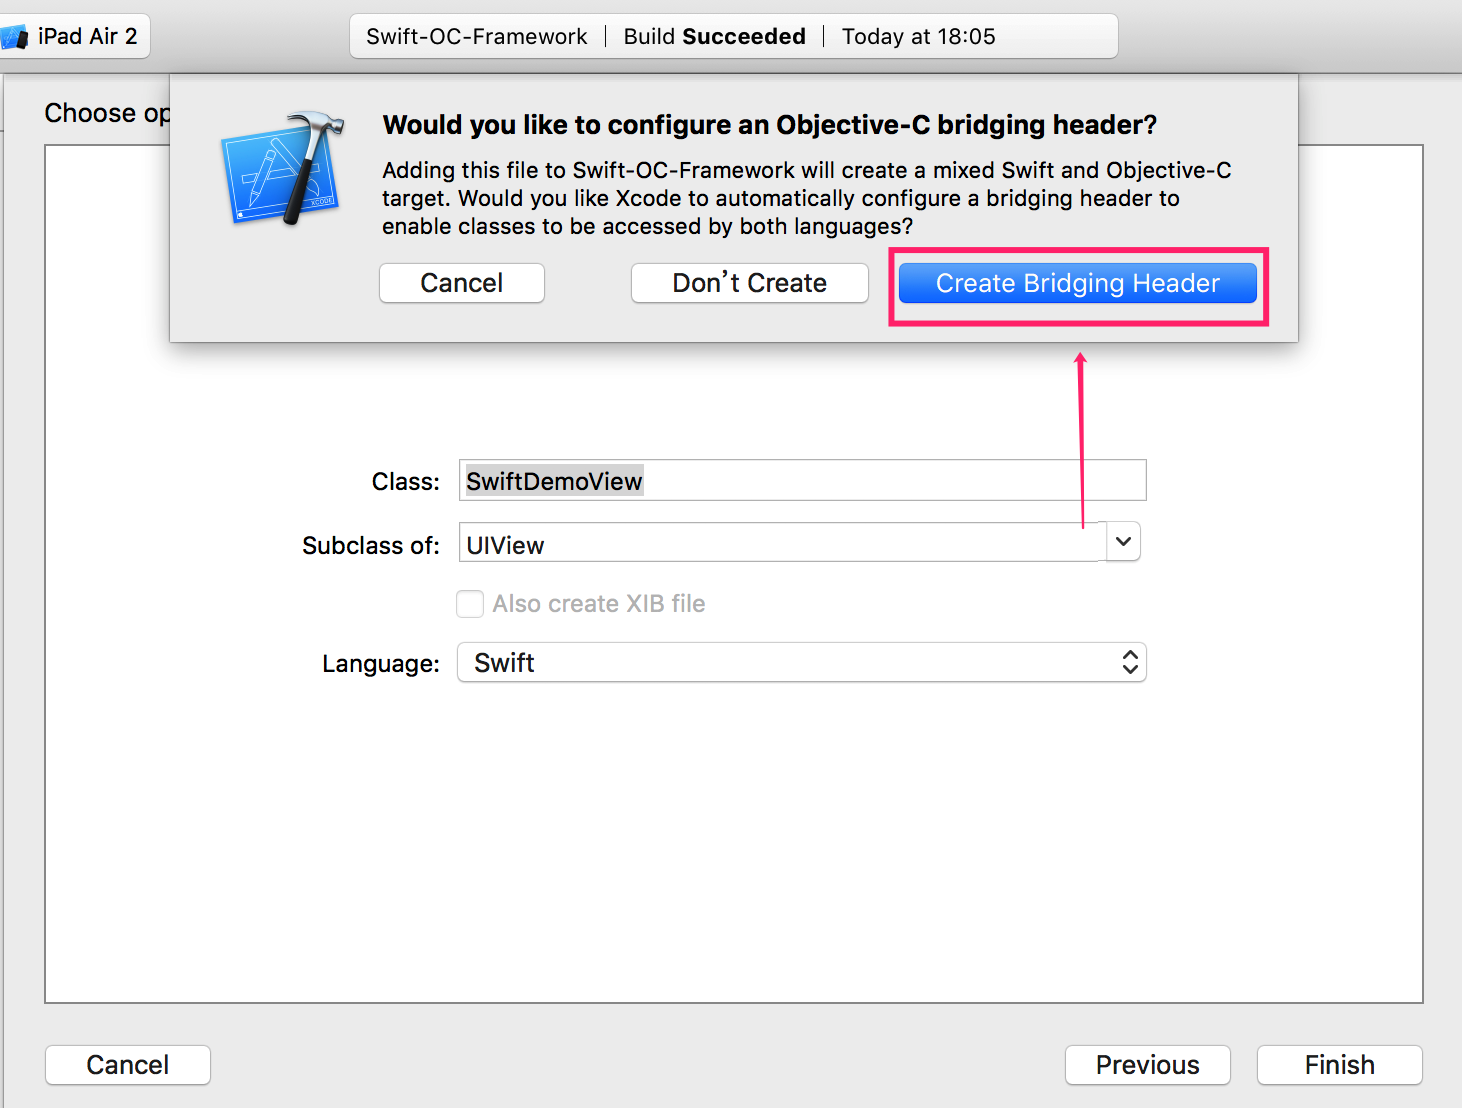 iPad Air 2
Swift-OC-Framework | Build Succeeded | Today at 18:05
Choose op
Would you like to configure an Objective-C bridging header?
Adding this file to Swift-OC-Framework will create a mixed Swift and Objective-C
target. Would you like Xcode to automatically configure a bridging header to
enable classes to be accessed by both languages?
XCODE
Cancel
Don't Create
Create Bridging Header
Class: SwiftDemoView
Subclass of: UIView
Also create XIB file
Language: Swift
Cancel
Previous
Finish